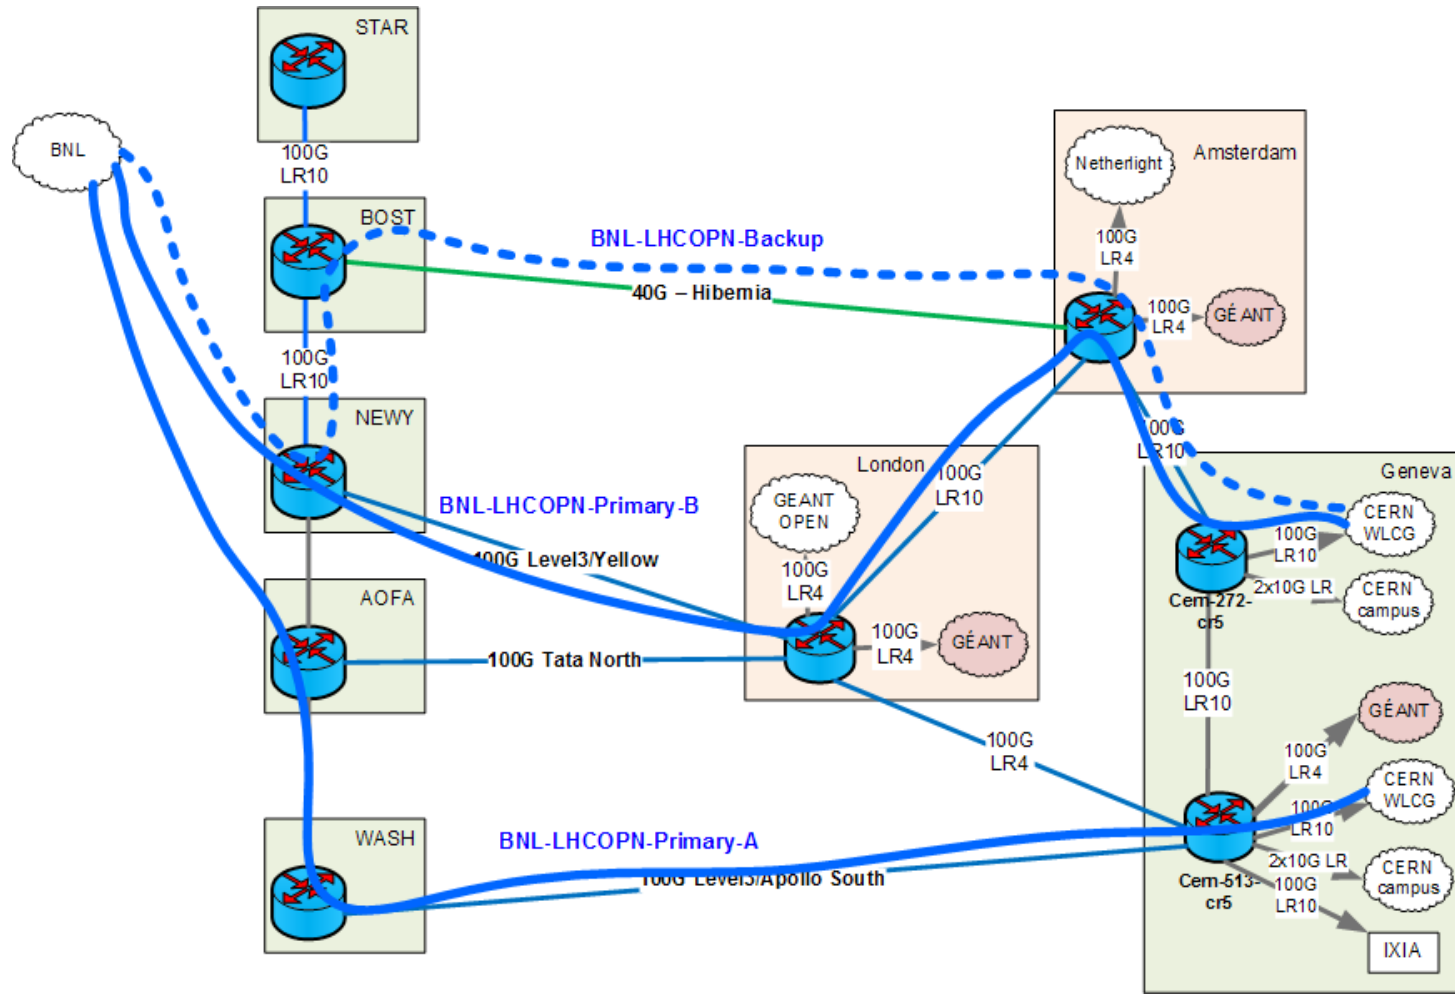 STAR
BNL
100G
LR10
BOST
BNL-LHCOPN-Backup
40G – Hibernia
Amsterdam
Netherlight
100G
LR4
100G
LR4
GÉANT
100G
LR10
NEWY
BNL-LHCOPN-Primary-B
100G Level3/Yellow
London
GEANT
OPEN
100G
LR4
100G
LR4
GÉANT
100G
LR10
100G
LR10
Geneva
CERN
WLCG
100G
LR10
2x10G LR
CERN
campus
Cern-272-
cr5
AOFA
100G Tata North
100G
LR4
100G
LR10
GÉANT
100G
LR4
CERN
WLCG
100G
LR10
2x10G LR
CERN
campus
Cern-513-
cr5
100G
LR10
IXIA
WASH
BNL-LHCOPN-Primary-A
100G Level3/Apollo South